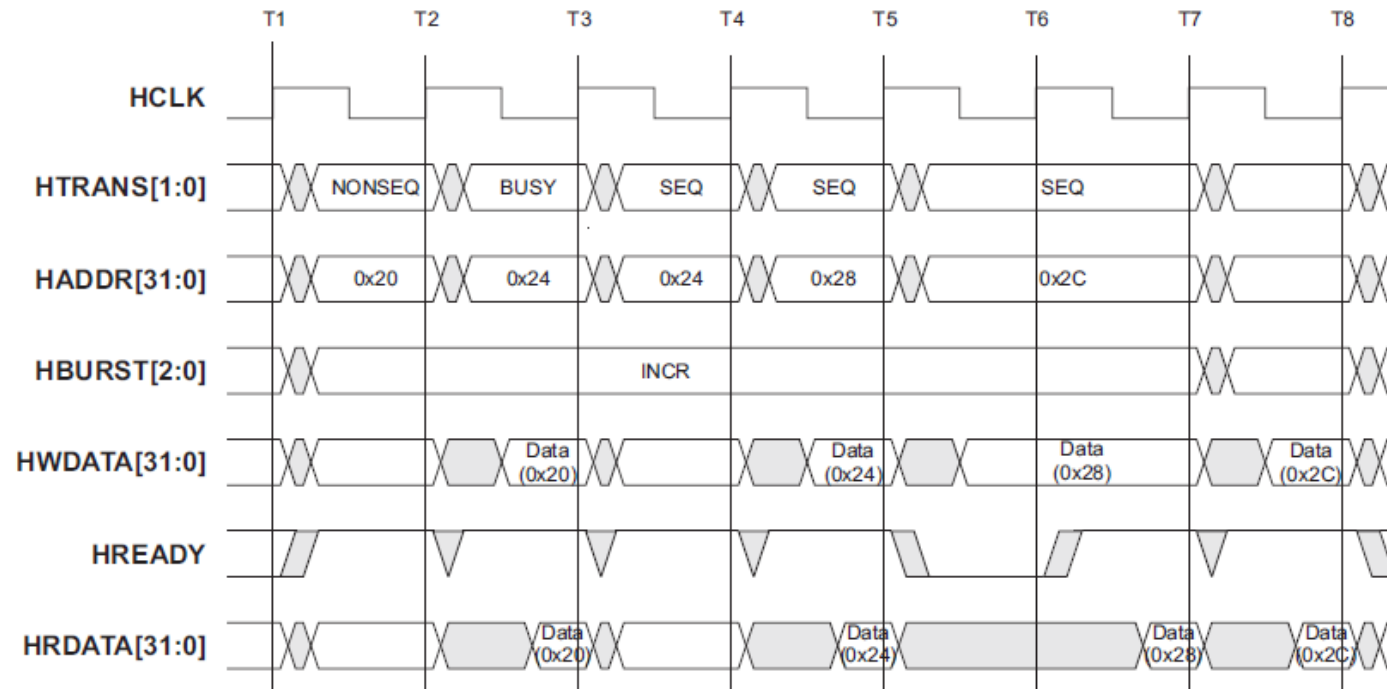 T1 T2 T3 T4 T5 T6 T7 T8
HCLK
HTRANS[1:0] NONSEQ BUSY SEQ SEQ SEQ
HADDR[31:0] 0x20 0x24 0x24 0x28 0x2C
HBURST[2:0] INCR
HWDATA[31:0] Data (0x20) Data (0x24) Data (0x28) Data (0x2C)
HREADY
HRDATA[31:0] Data (0x20) Data (0x24) Data (0x28) Data (0x2C)